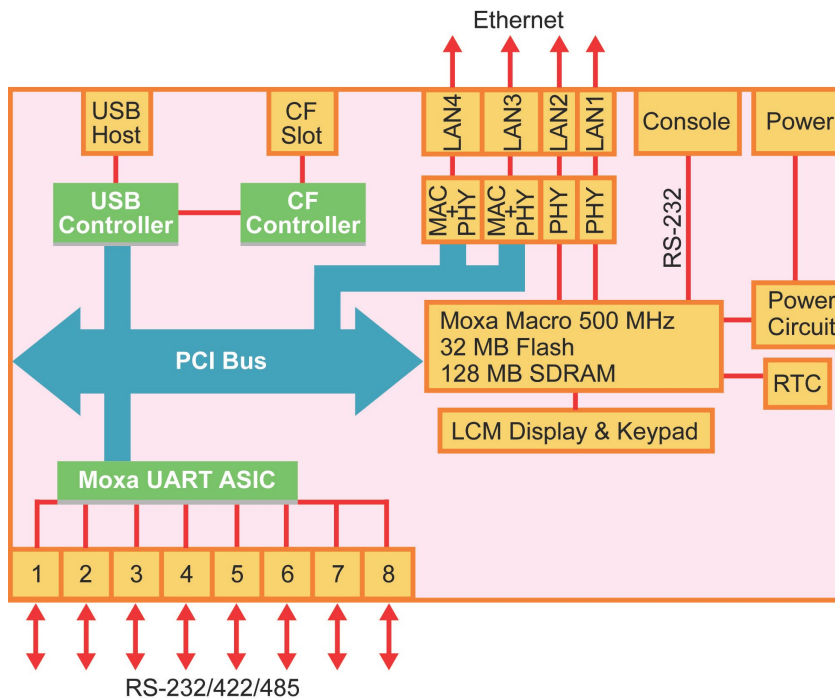 Ethernet
USB
Host
CF
Slot
LAN4
LAN3
LAN2
LAN1
Console
Power
USB
Controller
CF
Controller
MAC
+
PHY
MAC
+
PHY
PHY
PHY
RS-232
Moxa Macro 500 MHz
32 MB Flash
128 MB SDRAM
Power
Circuit
PCI Bus
RTC
LCM Display & Keypad
Moxa UART ASIC
1
2
3
4
5
6
7
8
RS-232/422/485